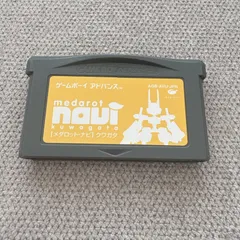 ゲームボーイ アドバンス
medarot
navi
kuwagata
【メダロット・ナビ】クワガタ